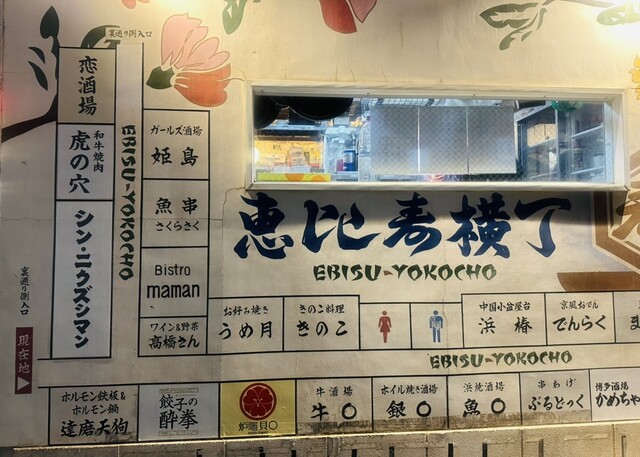 裏通り側入口
恋酒場
和牛焼肉
虎の穴
シン・ニクズシマン
EBISU-YOKOCHO
ガールズ酒場
姫島
魚串
さくらさく
Bistro
maman
ワイン&野菜
高橋さん
恵比寿横丁
EBISU-YOKOCHO
お好み焼き
うめ月
きのこ料理
きのこ
中国小盆屋台
浜椿
京風おでん
でんらく
EBISU-YOKOCHO
裏通り側入口
現在地
ホルモン鉄板&
ホルモン鍋
達磨天狗
餃子の
酔拳
炉端貝〇
牛酒場
牛〇
ホイル焼き酒場
銀〇
浜焼酒場
魚〇
串あげ
ぶるどっく
博多酒場
かめちゃ